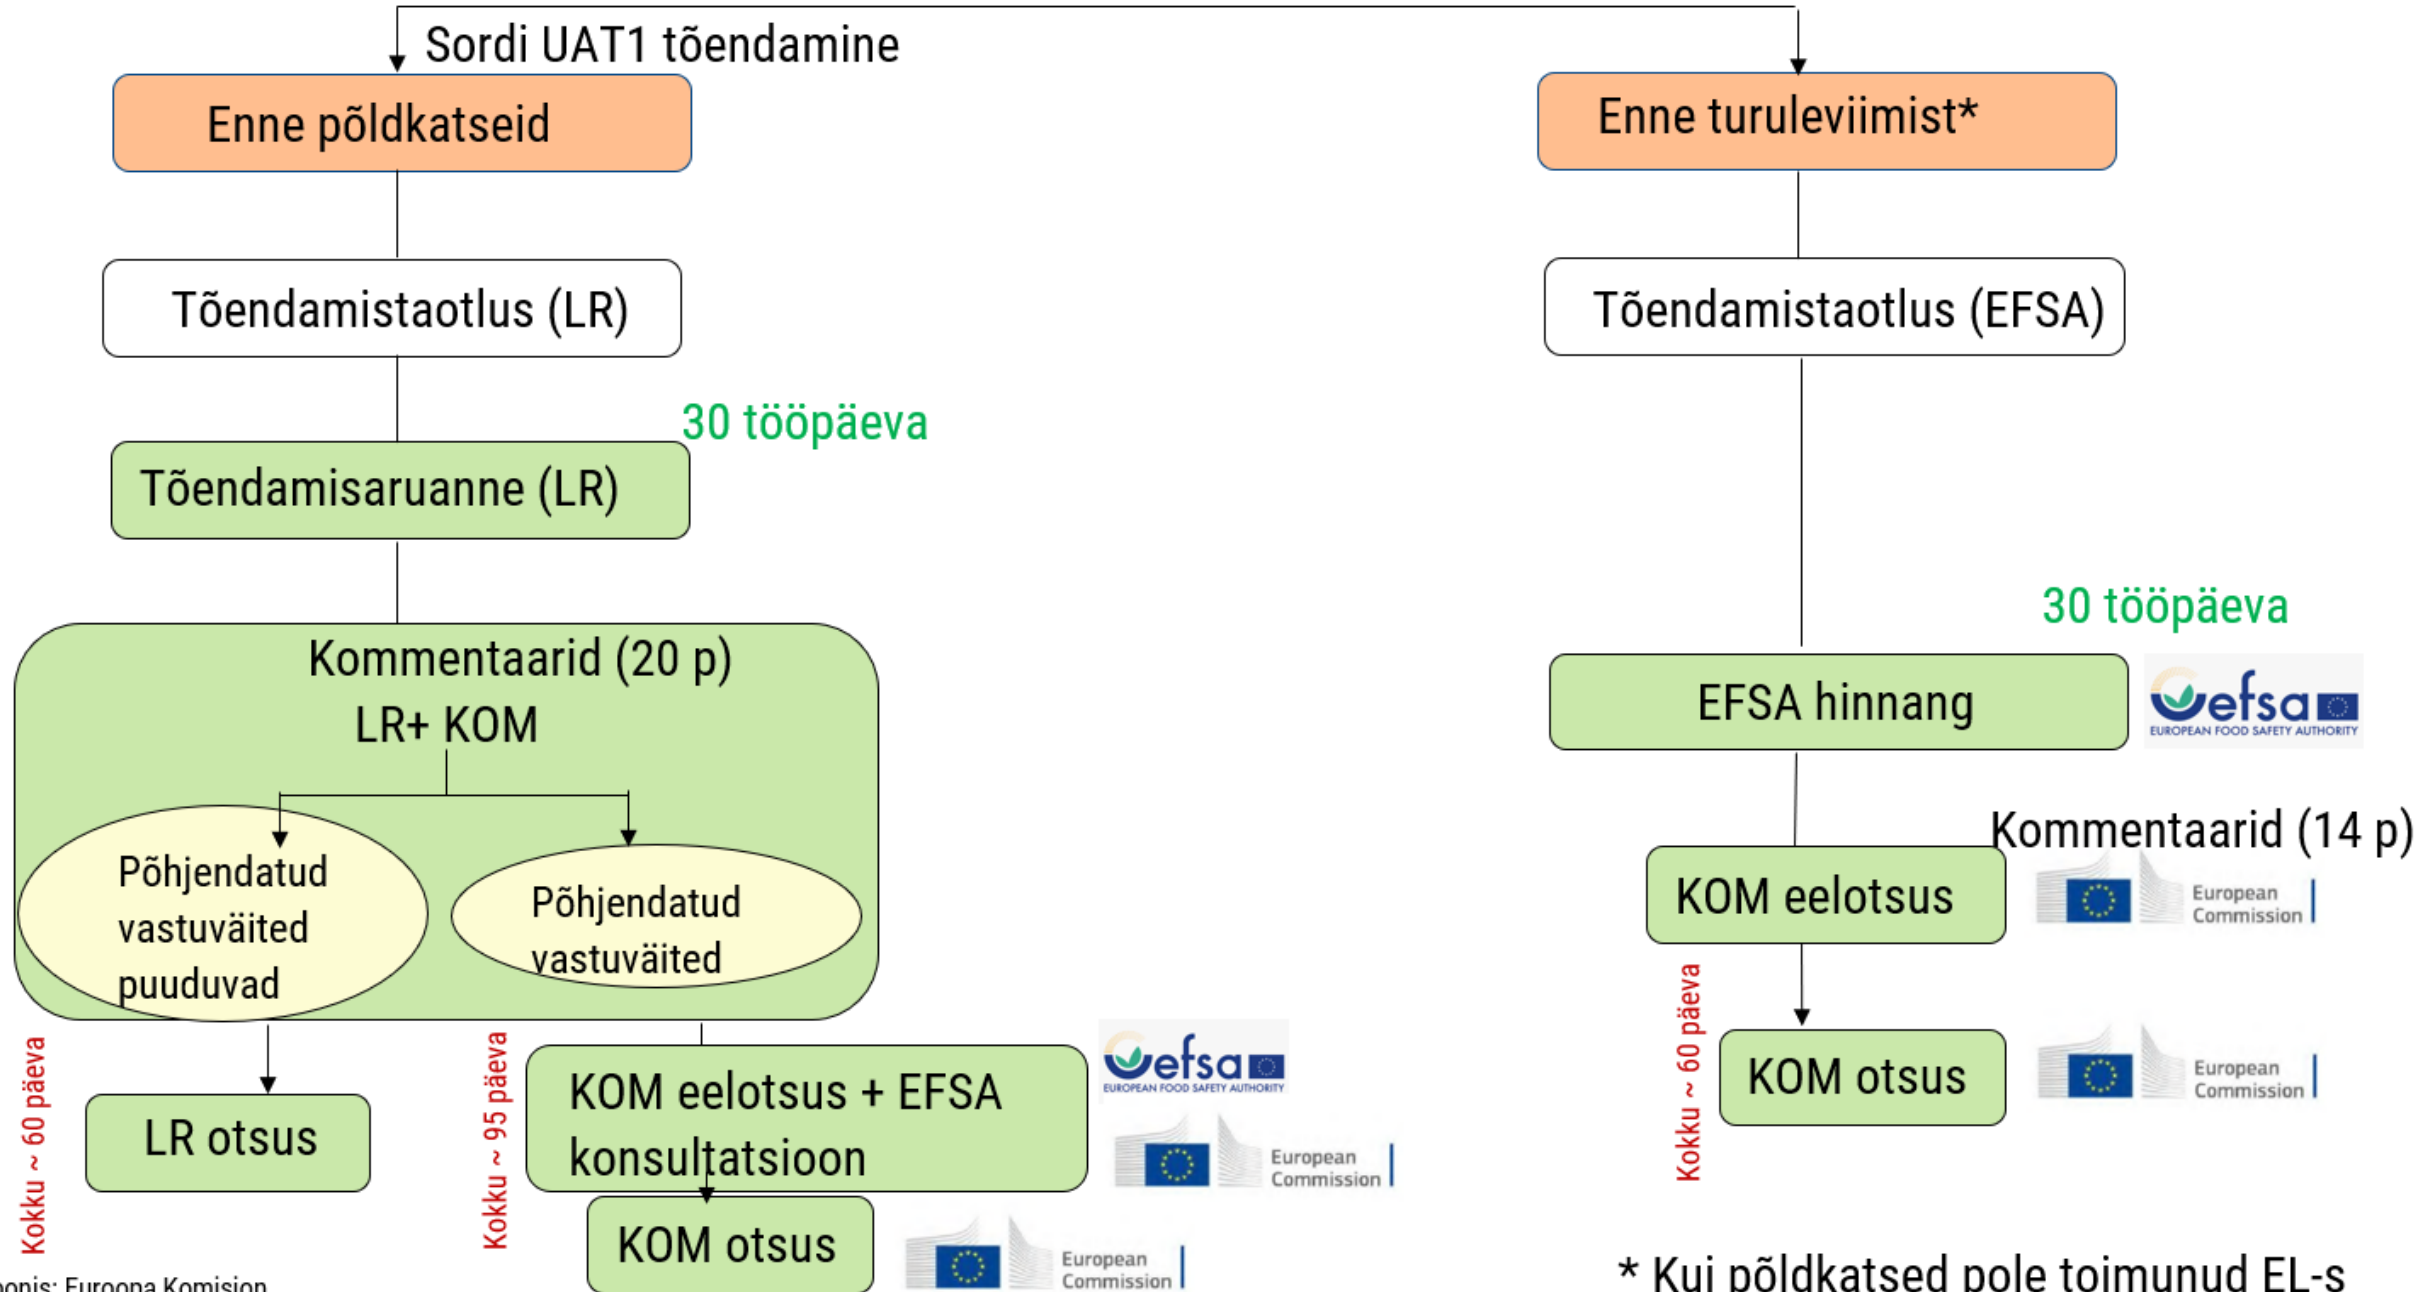 Sordi UAT1 tõendamine
Enne põldkatseid
Tõendamistaotlus (LR)
30 tööpäeva
Tõendamisaruanne (LR)
Kommentaarid (20 p)
LR+ KOM
Põhjendatud
vastuväited
puuduvad
Põhjendatud
vastuväited
Kokku ~ 60 päeva
LR otsus
Kokku ~ 95 päeva
KOM eelotsus + EFSA
konsultatsioon
efsa
EUROPEAN FOOD SAFETY AUTHORITY
European
Commission
KOM otsus
European
Commission
Euroopa Komision
Enne turuleviimist*
Tõendamistaotlus (EFSA)
30 tööpäeva
EFSA hinnang
efsa
EUROPEAN FOOD SAFETY AUTHORITY
Kommentaarid (14 p)
KOM eelotsus
European
Commission
Kokku ~ 60 päeva
KOM otsus
European
Commission
* Kui põldkatsed pole toimunud EL-s